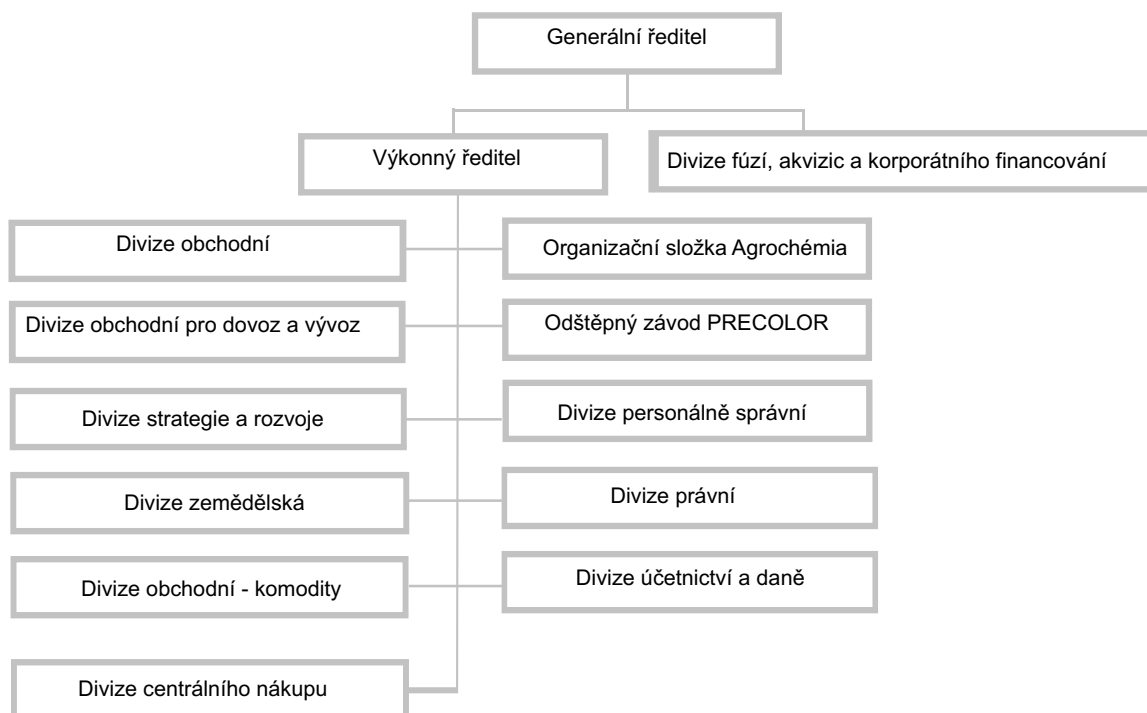 Generální ředitel
Výkonný ředitel
Divize fúzí, akvizic a korporátního financování
Divize obchodní
Organizační složka Agrochémia
Divize obchodní pro dovoz a vývoz
Odštěpný závod PRECOLOR
Divize strategie a rozvoje
Divize personálně správní
Divize zemědělská
Divize právní
Divize obchodní - komodity
Divize účetnictví a daně
Divize centrálního nákupu